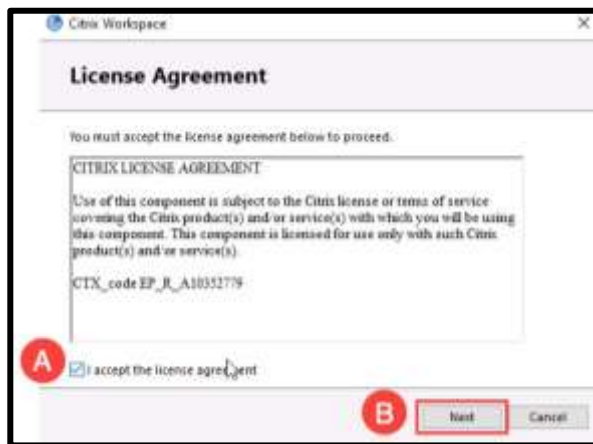 Citrix Workspace
License Agreement
You must accept the license agreement below to proceed.
CITRIX LICENSE AGREEMENT
Use of this component is subject to the Citrix license or terms of service
covering the Citrix product(s) and/or service(s) with which you will be using
this component. This component is licensed for use only with such Citrix
product(s) and/or service(s).
CTX_code EP_R_A10352779
A
I accept the license agreement
B
Next
Cancel